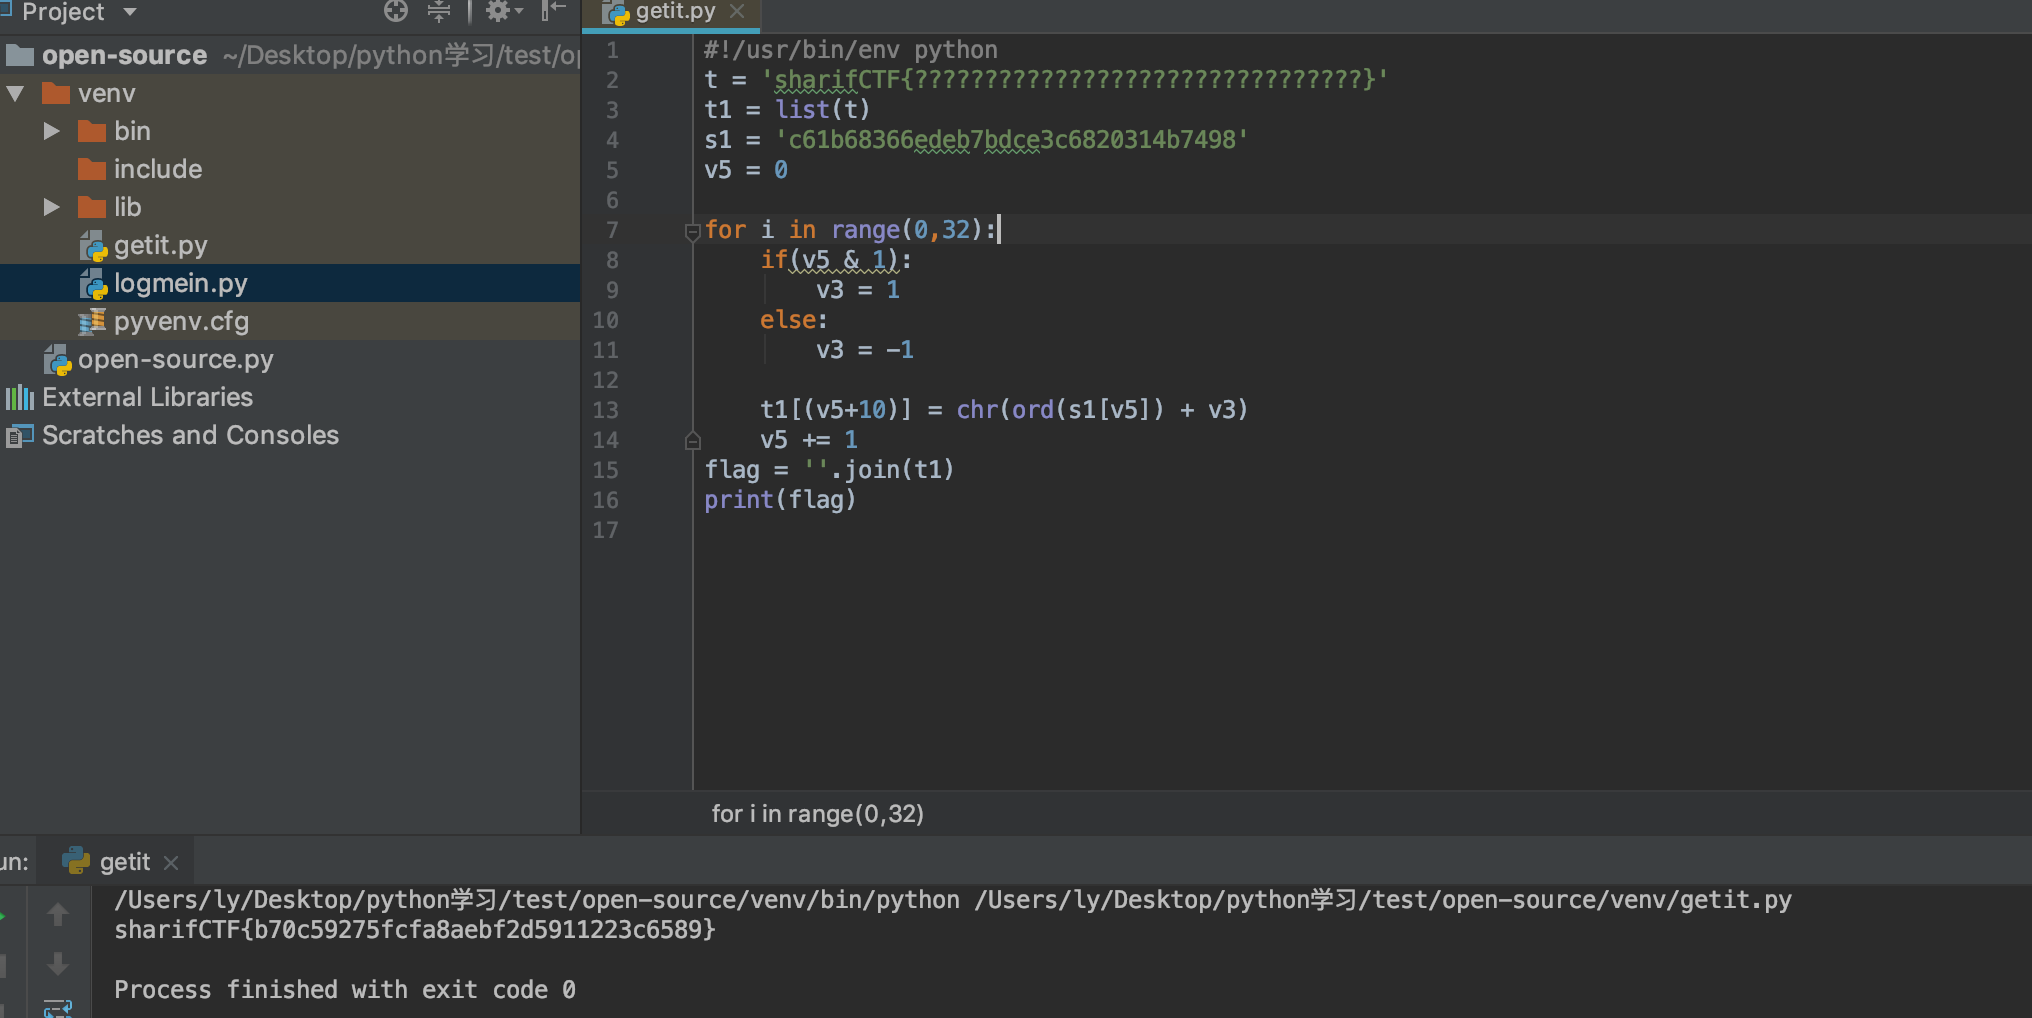 Project
open-source ~/Desktop/python学习/test/op
venv
bin
include
lib
getit.py
logmein.py
pyvenv.cfg
open-source.py
External Libraries
Scratches and Consoles
getit.py
1 #!/usr/bin/env python
2 t = 'sharifCTF{????????????????????????????????}'
3 t1 = list(t)
4 s1 = 'c61b68366edeb7bdce3c6820314b7498'
5 v5 = 0
6
7 for i in range(0,32):
8 if(v5 & 1):
9 v3 = 1
10 else:
11 v3 = -1
12
13 t1[(v5+10)] = chr(ord(s1[v5]) + v3)
14 v5 += 1
15 flag = ''.join(t1)
16 print(flag)
17
for i in range(0,32)
un:
getit
/Users/ly/Desktop/python学习/test/open-source/venv/bin/python /Users/ly/Desktop/python学习/test/open-source/venv/getit.py
sharifCTF{b70c59275fcfa8aebf2d5911223c6589}
Process finished with exit code 0